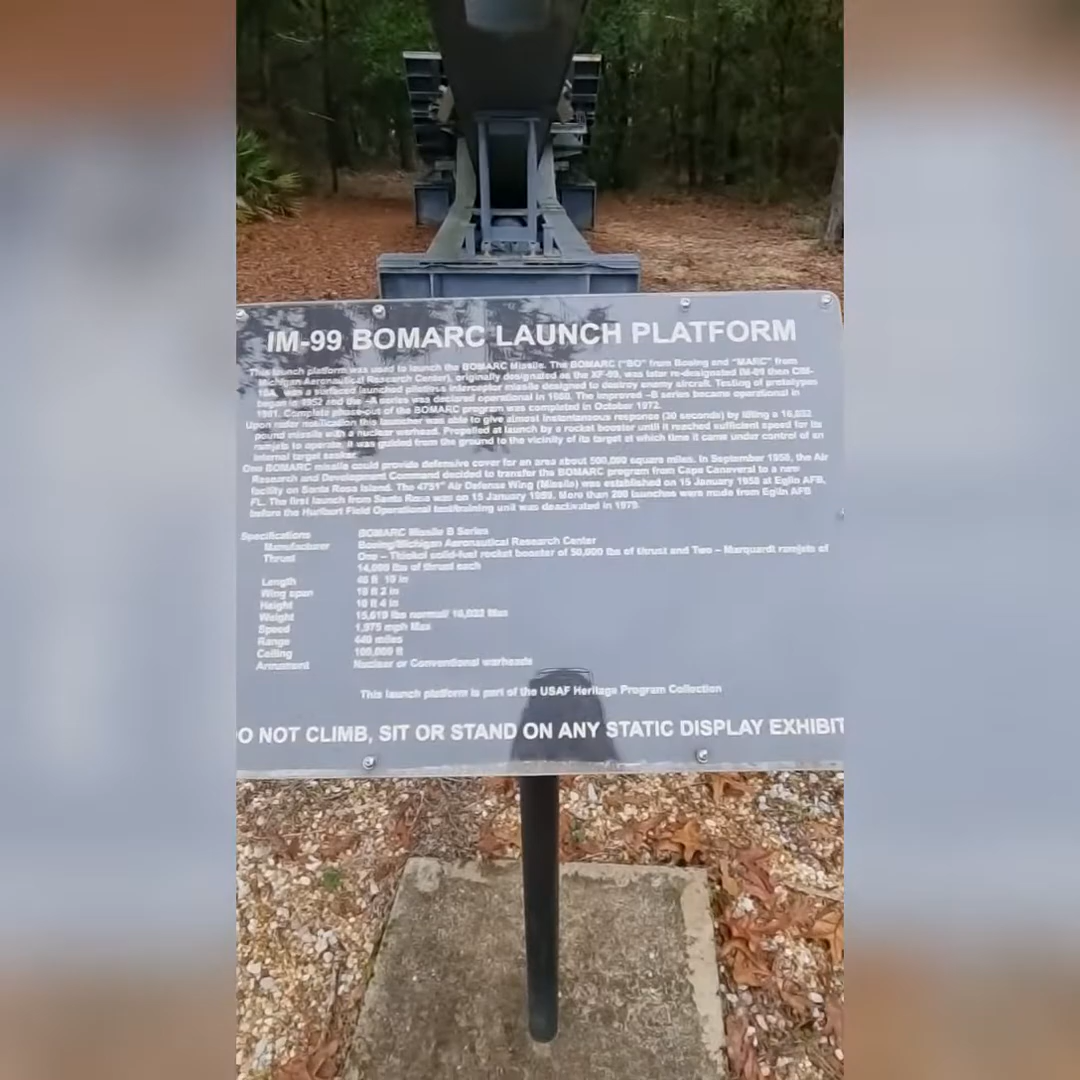 IM-99 BOMARC LAUNCH PLATFORM
This launch platform was used to launch the BOMARC Missile. The BOMARC ("BO" from Boeing and "MARC" from
Michigan Aeronautical Research Center), originally designated as the XF-99, was later re-designated IM-99 then CIM-
10A, was a surfaced launched pilotless interceptor missile designed to destroy enemy aircraft. Testing of prototypes
began in 1952 and the -A series was declared operational in The improved -B series became operational in
1961. Complete phase-out of the BOMARC program was completed in October 1972.
Upon radar notification this launcher was able to give almost instantaneous response (30 seconds) by lifting a 16,032
pound missile with a nuclear warhead. Propelled at launch by a rocket booster until it reached sufficient speed for its
ramjets to operate, it was guided from the ground to the vicinity of its target at which time it came under control of an
internal target seeker.
One BOMARC missile could provide defensive cover for an area about 500,000 square miles. In September 1958, the Air
Research and Development Command decided to transfer the BOMARC program from Cape Canaveral to a new
facility on Santa Rosa Island. The 4751" Air Defense Wing (Missile) was established on 15 January 1958 at Eglin AFB,
FL. The first launch from Santa Rosa was on 15 January 1959. More than 200 launches were made from Eglin AFB
before the Hurlburt Field Operational test/training unit was deactivated in
Specifications BOMARC Missile B Series
Manufacturer Boeing/Michigan Aeronautical Research Center
Thrust One – Thiokol solid-fuel rocket booster of 50,000 lbs of thrust and Two – Marquardt ramjets of
14,000 lbs of thrust each
Length ft 10 in
Wing span 18 ft 2 in
Height 10 ft 4 in
Weight 15,619 lbs normal/ 16,032 Max
Speed 1,975 mph Max
Range 440 miles
Ceiling 100,000 ft
Armament Nuclear or Conventional warheads
This launch platform is part of the USAF Heritage Program Collection
O NOT CLIMB, SIT OR STAND ON ANY STATIC DISPLAY EXHIBIT